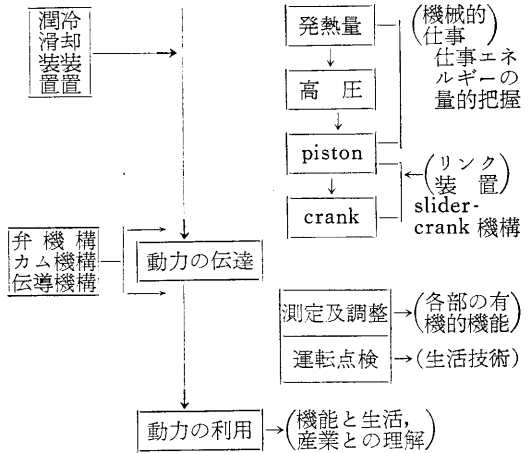 潤滑装置
冷却装置
発熱量
(機械的
仕事)
仕事エネ
ルギーの
量的把握
高 圧
piston
(リンク
装 置)
slider-
crank 機構
crank
弁 機 構
カム機構
伝導機構
動力の伝達
測定及調整
(各部の有
機的機能)
運転点検
(生活技術)
動力の利用
(機能と生活,
産業との理解)